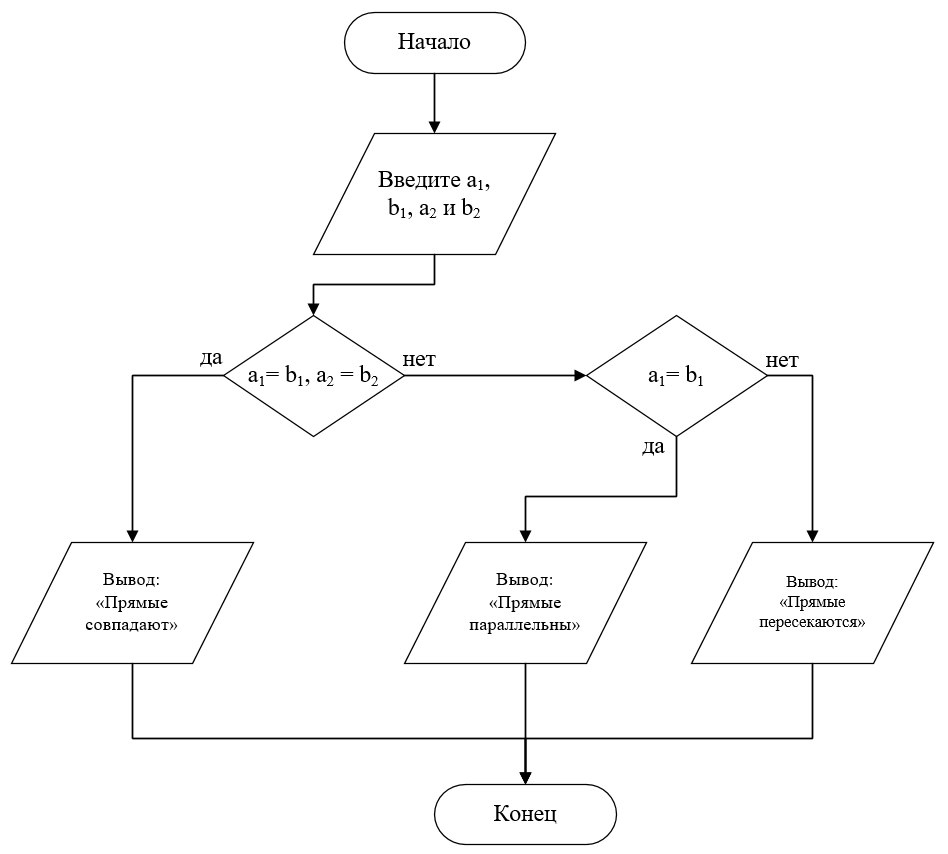 Начало
Введите a₁,
b₁, a₂ и b₂
да
нет
a₁= b₁, a₂ = b₂
a₁= b₁
нет
да
Вывод:
«Прямые
совпадают»
Вывод:
«Прямые
параллельны»
Вывод:
«Прямые
пересекаются»
Конец